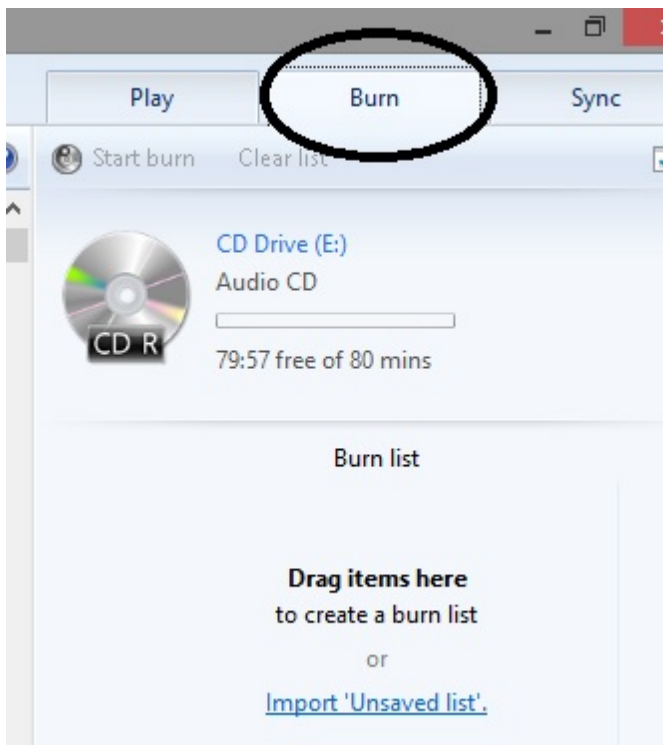 Play Burn Sync
Start burn Clear list
CD Drive (E:)
Audio CD
CD R
79:57 free of 80 mins
Burn list
Drag items here
to create a burn list
or
Import 'Unsaved list'.